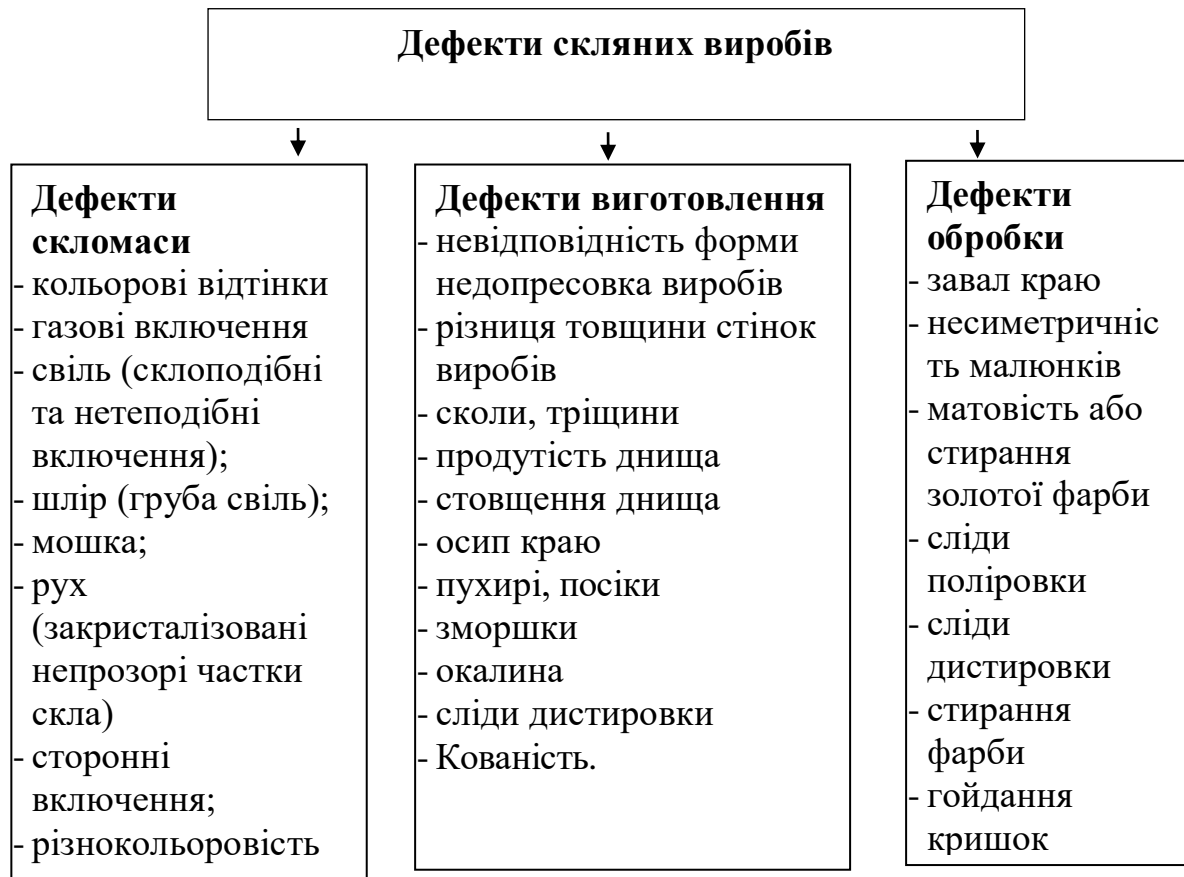 Дефекти скляних виробів
Дефекти
скломаси
- кольорові відтінки
- газові включення
- свіль (склоподібні
та нетеподібні
включення);
- шлір (груба свіль);
- мошка;
- рух
(закристалізовані
непрозорі частки
скла)
- сторонні
включення;
- різнокольоровість
Дефекти виготовлення
- невідповідність форми
недопресовка виробів
- різниця товщини стінок
виробів
- сколи, тріщини
- продутість днища
- стовщення днища
- осип краю
- пухирі, посіки
- зморшки
- окалина
- сліди дистировки
- Кованість.
Дефекти
обробки
- завал краю
- несиметричніс
ть малюнків
- матовість або
стирання
золотої фарби
- сліди
поліровки
- сліди
дистировки
- стирання
фарби
- гойдання
кришок